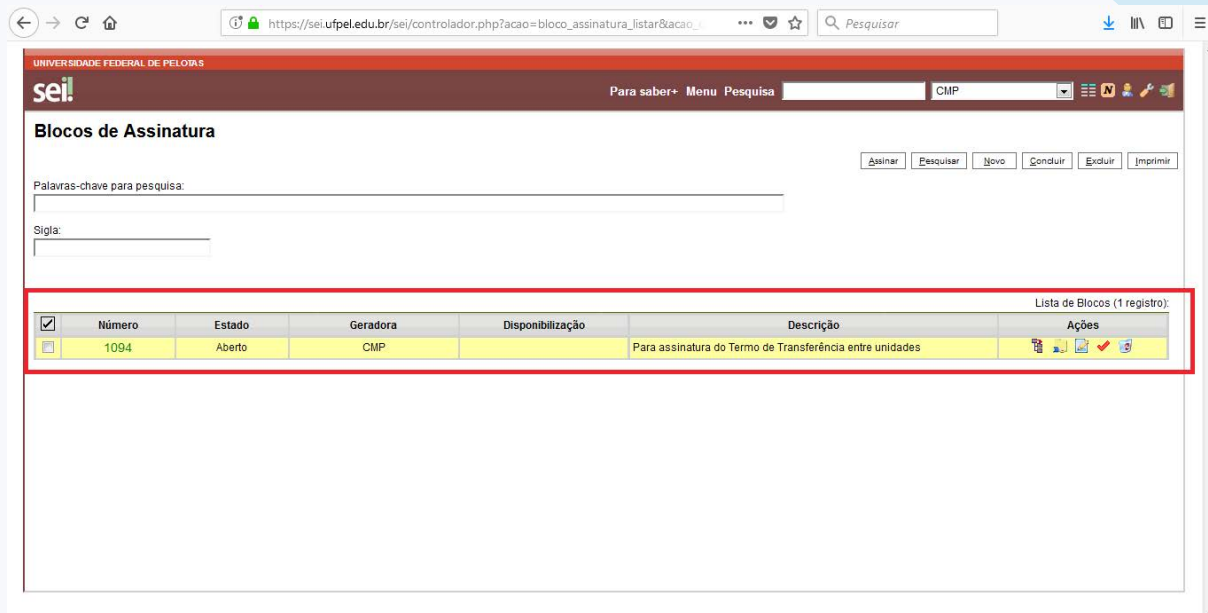 https://sei.ufpel.edu.br/sei/controlador.php?acao=bloco_assinatura_listar&acao_
Pesquisar
UNIVERSIDADE FEDERAL DE PELOTAS
sei!
Para saber+ Menu Pesquisa
CMP
N
Blocos de Assinatura
Assinar Pesquisar Novo Concluir Excluir Imprimir
Palavras-chave para pesquisa:
Sigla:
Lista de Blocos (1 registro):
Número Estado Geradora Disponibilização Descrição Ações
1094 Aberto CMP Para assinatura do Termo de Transferência entre unidades